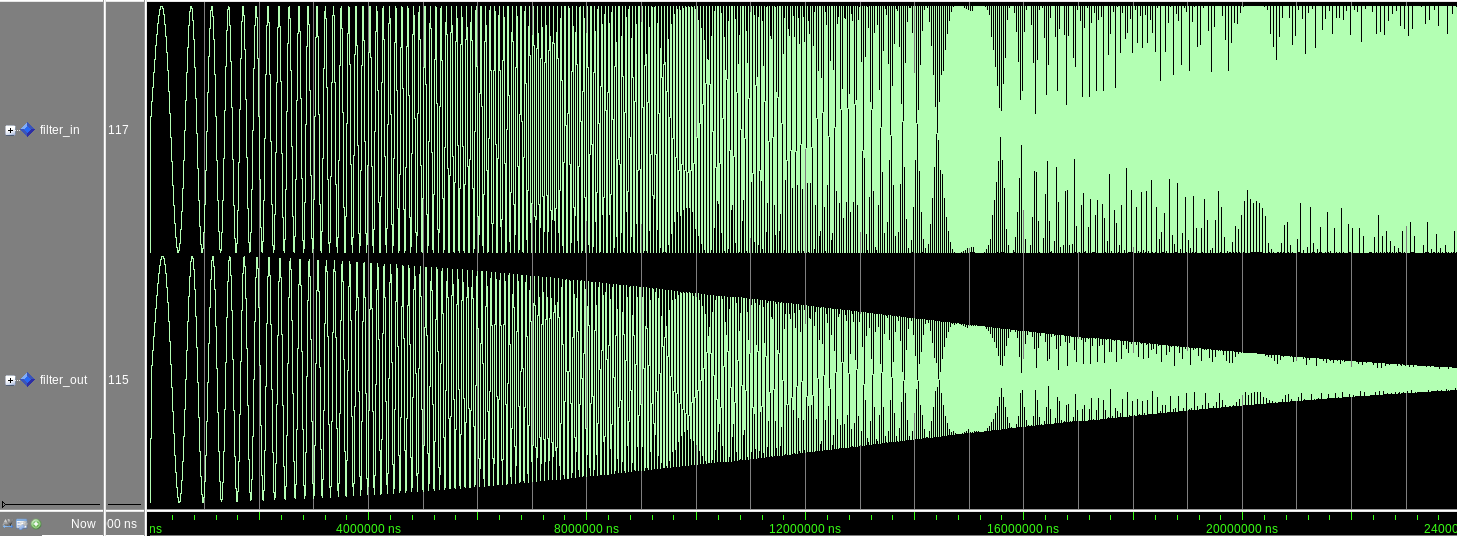 filter_in 117
filter_out 115
Now 00 ns
ns 4000000 ns 8000000 ns 12000000 ns 16000000 ns 20000000 ns 24000